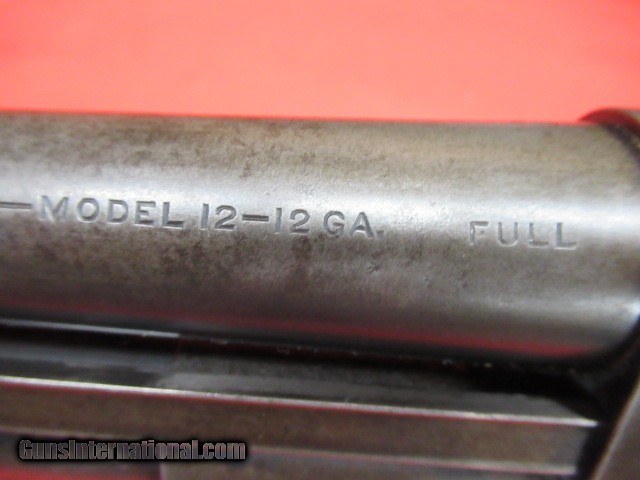 —MODEL 12—12 GA. FULL
GunsInternational.com